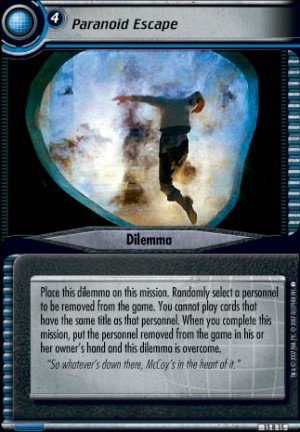 4
Paranoid Escape
Dilemma
Place this dilemma on this mission. Randomly select a personnel
to be removed from the game. You cannot play cards that
have the same title as that personnel. When you complete this
mission, put the personnel removed from the game in his or
her owner's hand and this dilemma is overcome.
"So whatever's down there, McCoy's in the heart of it."